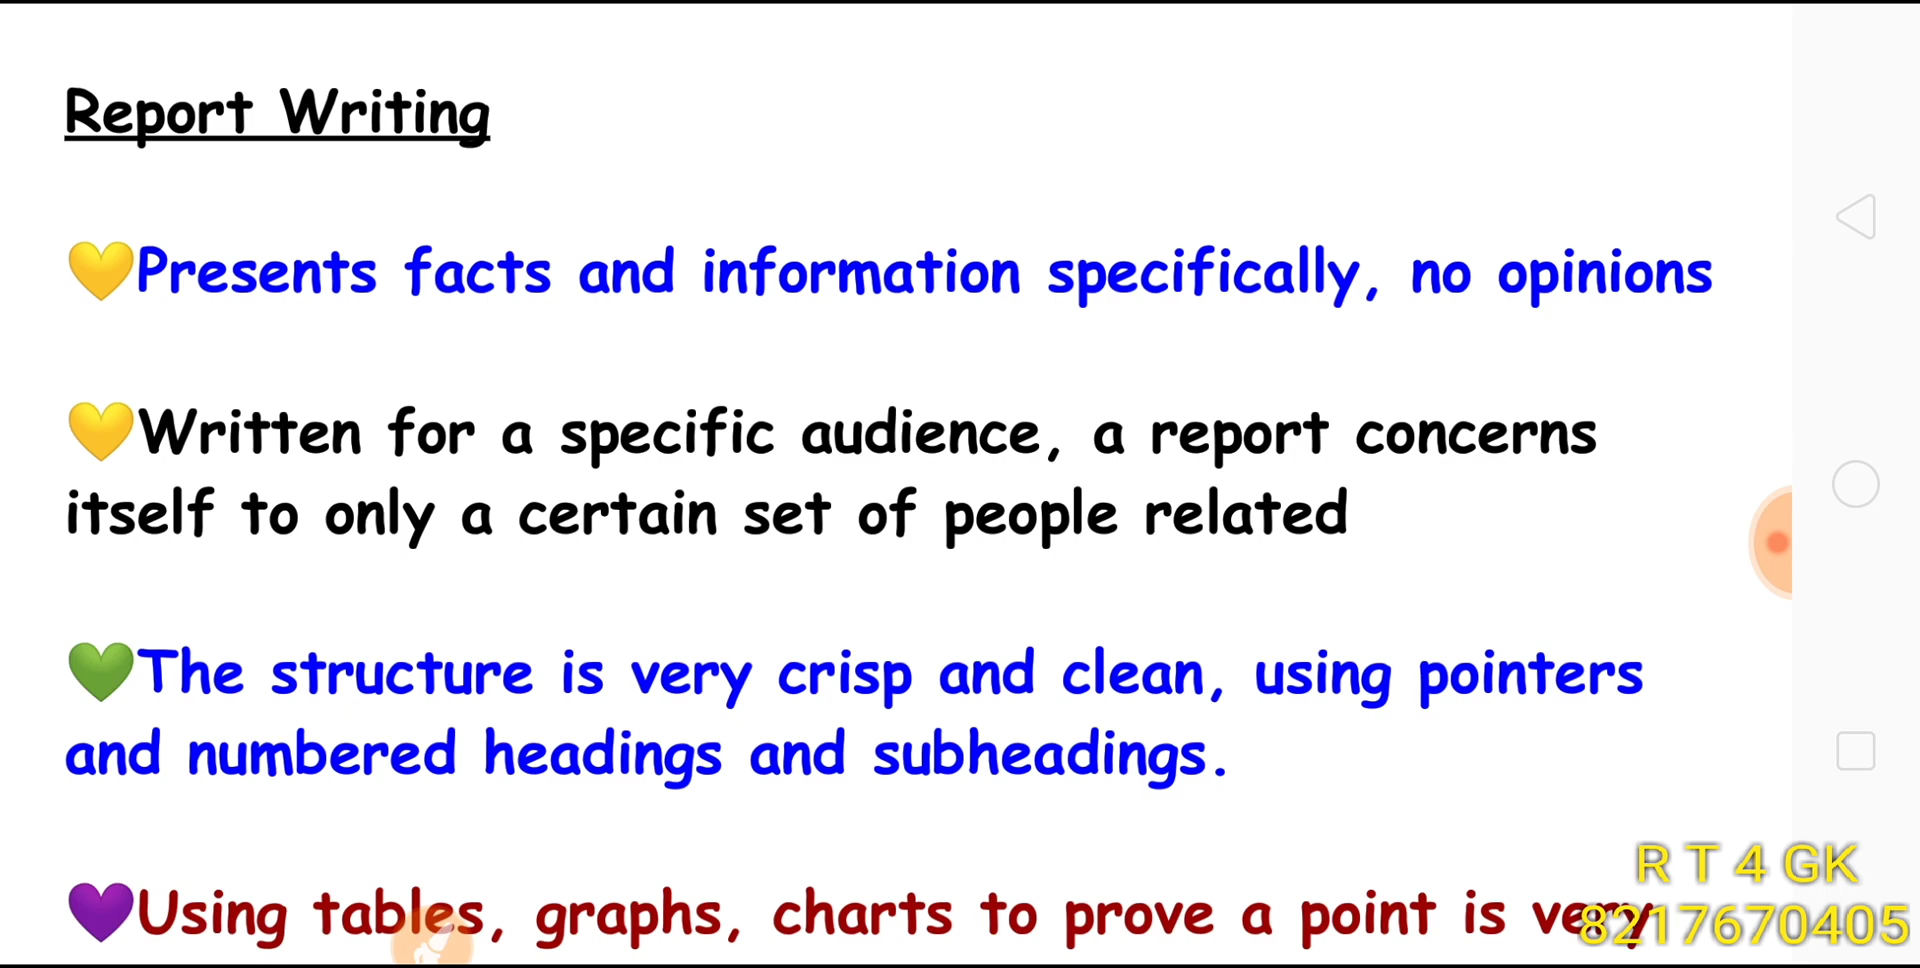 Report Writing
💛Presents facts and information specifically, no opinions
💛Written for a specific audience, a report concerns
itself to only a certain set of people related
💚The structure is very crisp and clean, using pointers
and numbered headings and subheadings.
💜Using tables, graphs, charts to prove a point is very
R T 4 GK
8217670405